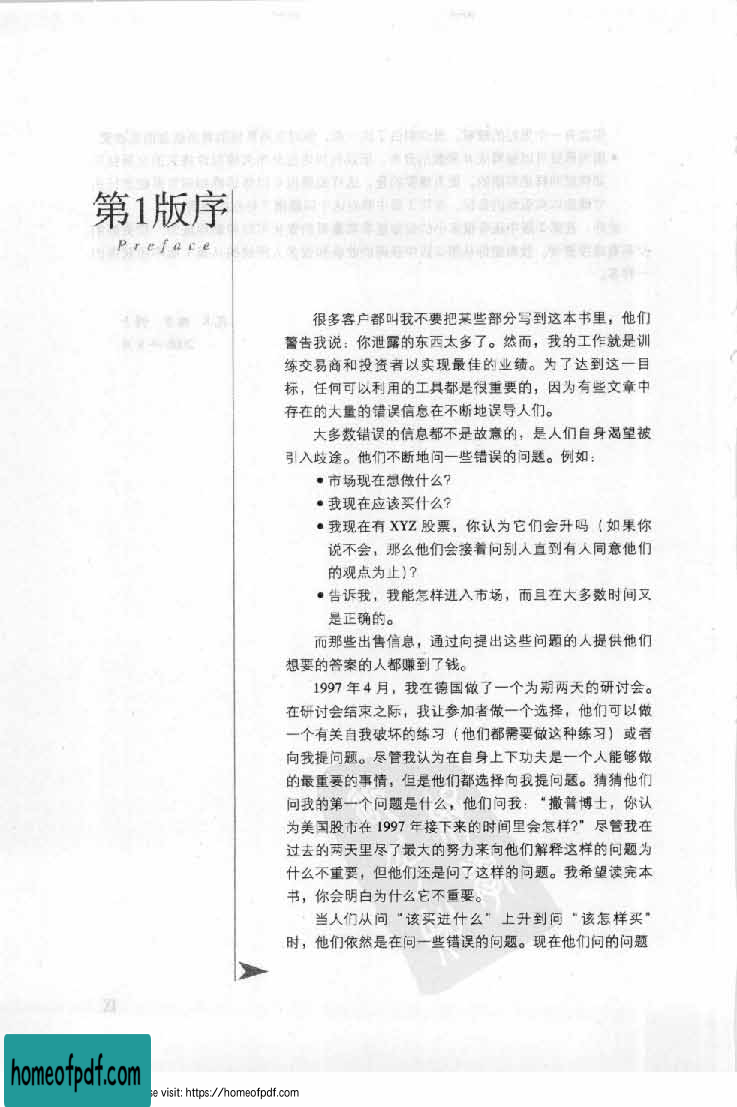 第1版序
Preface
很多客户都叫我不要把某些部分写到这本书里，他们
警告我说：你泄露的东西太多了。然而，我的工作就是训
练交易商和投资者以实现最佳的业绩。为了达到这一目
标，任何可以利用的工具都是很重要的，因为有些文章中
存在的大量的错误信息在不断地误导人们。
大多数错误的信息都不是故意的，是人们自身渴望被
引入歧途。他们不断地问一些错误的问题。例如：
●市场现在想做什么？
●我现在应该买什么？
●我现在有 XYZ 股票，你认为它们会升吗（如果你
说不会，那么他们会接着问别人直到有人同意他们
的观点为止）？
●告诉我，我能怎样进入市场，而且在大多数时间又
是正确的。
而那些出售信息，通过向提出这些问题的人提供他们
想要的答案的人都赚到了钱。
1997 年 4 月，我在德国做了一个为期两天的研讨会。
在研讨会结束之际，我让参加者做一个选择，他们可以做
一个有关自我破坏的练习（他们都需要做这种练习）或者
向我提问题。尽管我认为在自身上下功夫是一个人能够做
的最重要的事情，但是他们都选择向我提问题。猜猜他们
问我的第一个问题是什么，他们问我：“撒普博士，你认
为美国股市在 1997 年接下来的时间里会怎样?”尽管我在
过去的两天里尽了最大的努力来向他们解释这样的问题为
什么不重要，但他们还是问了这样的问题。我希望读完本
书，你会明白为什么它不重要。
当人们从问“该买进什么”上升到问“该怎样买”
时，他们依然是在问一些错误的问题。现在他们问的问题
homeofpdf.com
se visit: https://homeofpdf.com